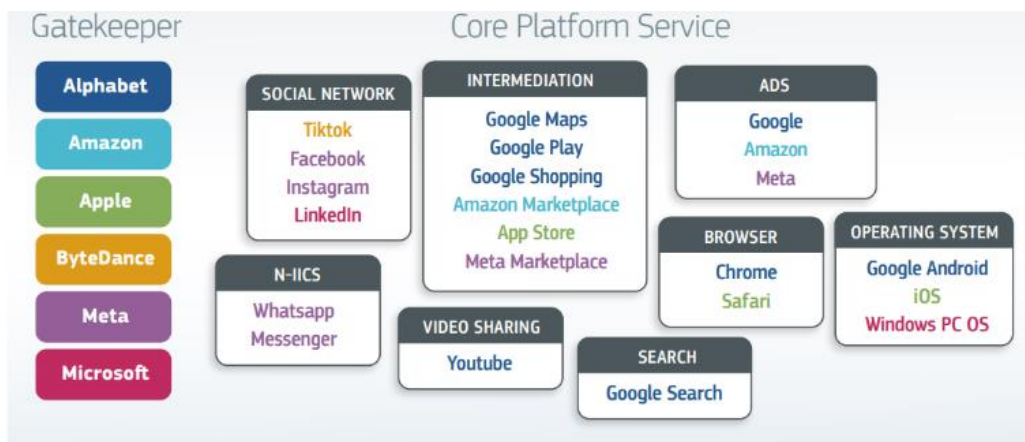 Gatekeeper
Core Platform Service
Alphabet
Amazon
Apple
ByteDance
Meta
Microsoft
SOCIAL NETWORK
Tiktok
Facebook
Instagram
LinkedIn
INTERMEDIATION
Google Maps
Google Play
Google Shopping
Amazon Marketplace
App Store
Meta Marketplace
ADS
Google
Amazon
Meta
N-IICS
Whatsapp
Messenger
VIDEO SHARING
Youtube
BROWSER
Chrome
Safari
OPERATING SYSTEM
Google Android
iOS
Windows PC OS
SEARCH
Google Search